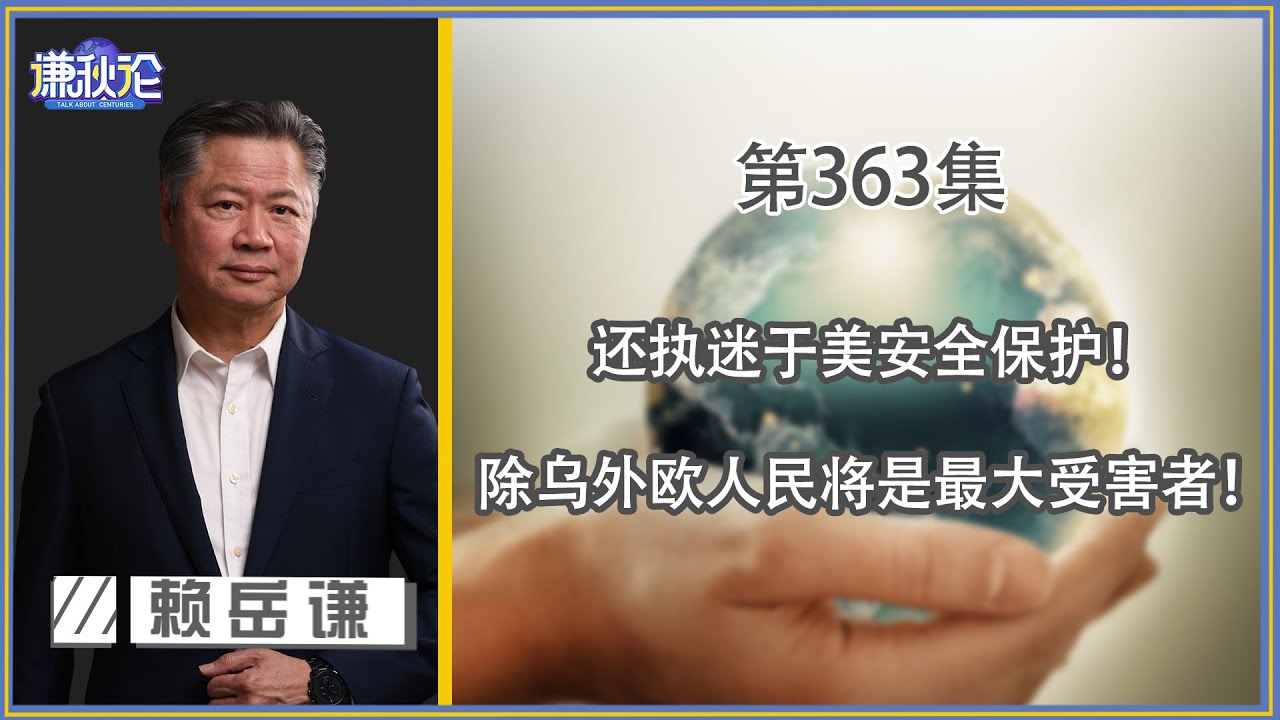 谦秋论
TALK ABOUT CENTURIES
第363集
还执迷于美安全保护!
除乌外欧人民将是最大受害者!
赖岳谦